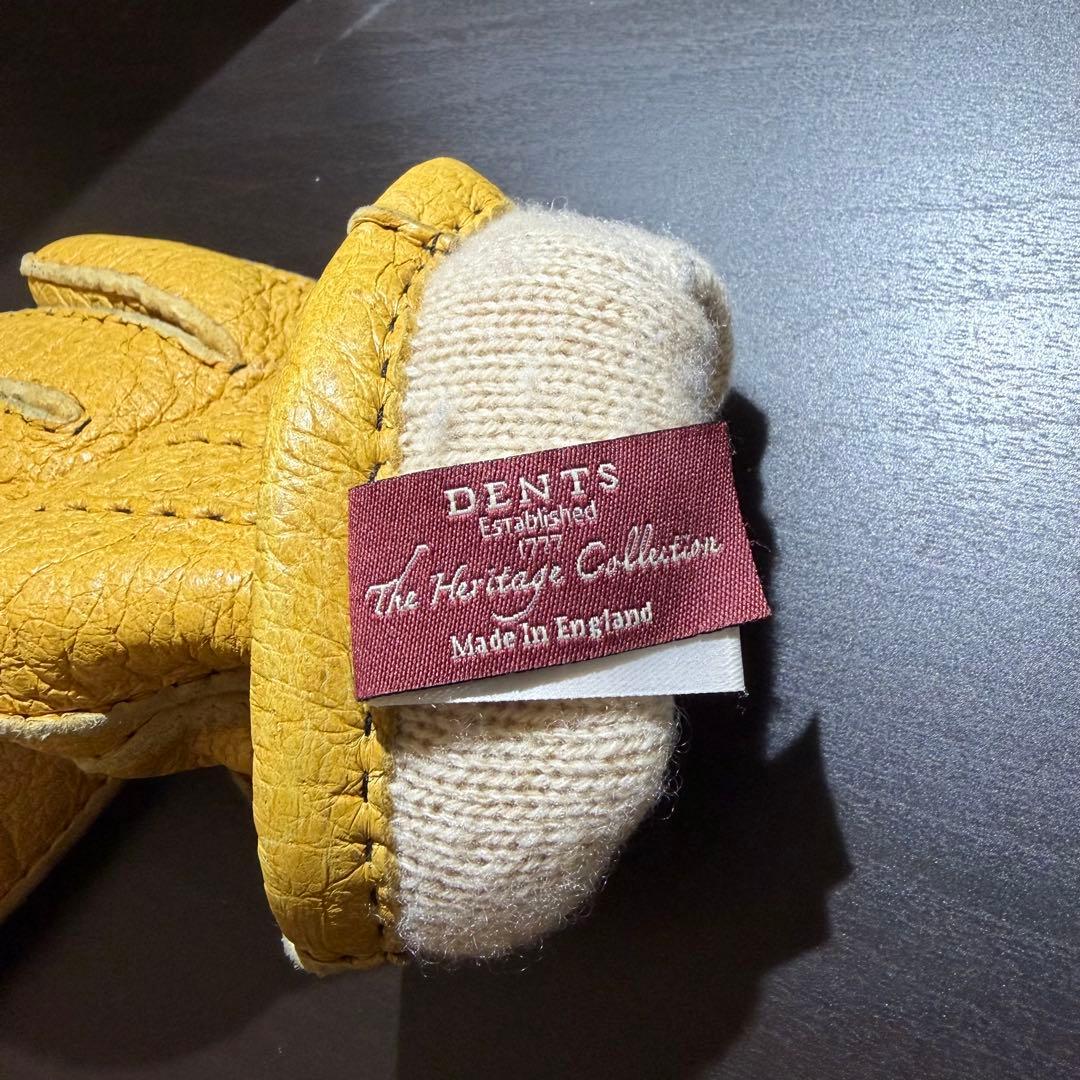 DENTS
Established
1777
The Heritage Collection
Made In England